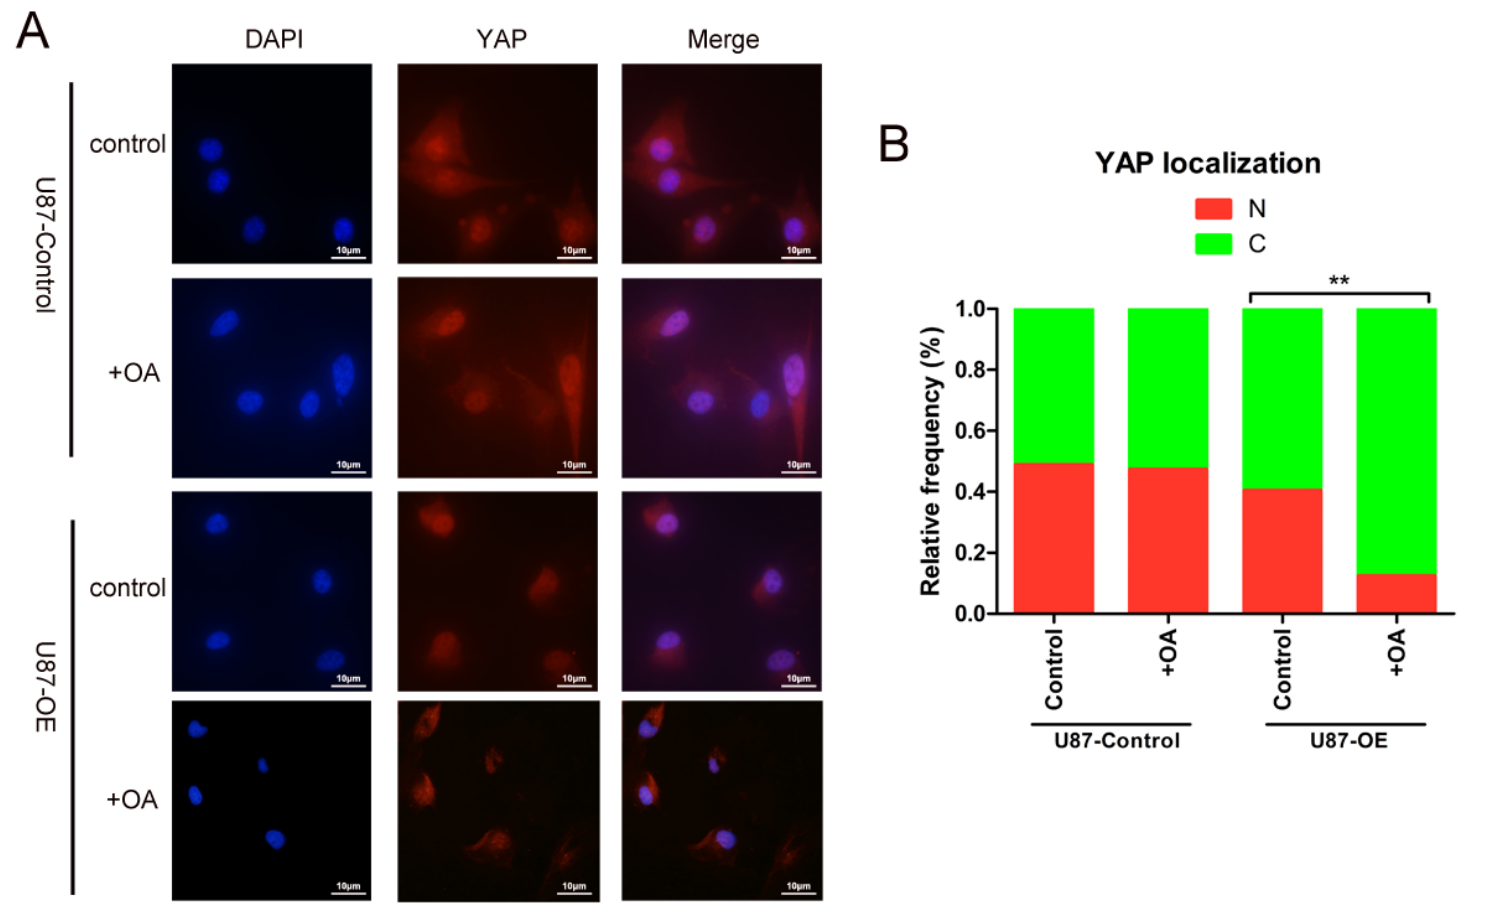 A
DAPI YAP Merge
U87-Control
control
10μm 10μm 10μm
+OA
10μm 10μm 10μm
U87-OE
control
10μm 10μm 10μm
+OA
10μm 10μm 10μm
B
YAP localization
N
C
**
Relative frequency (%)
1.0
0.8
0.6
0.4
0.2
0.0
Control +OA Control +OA
U87-Control U87-OE